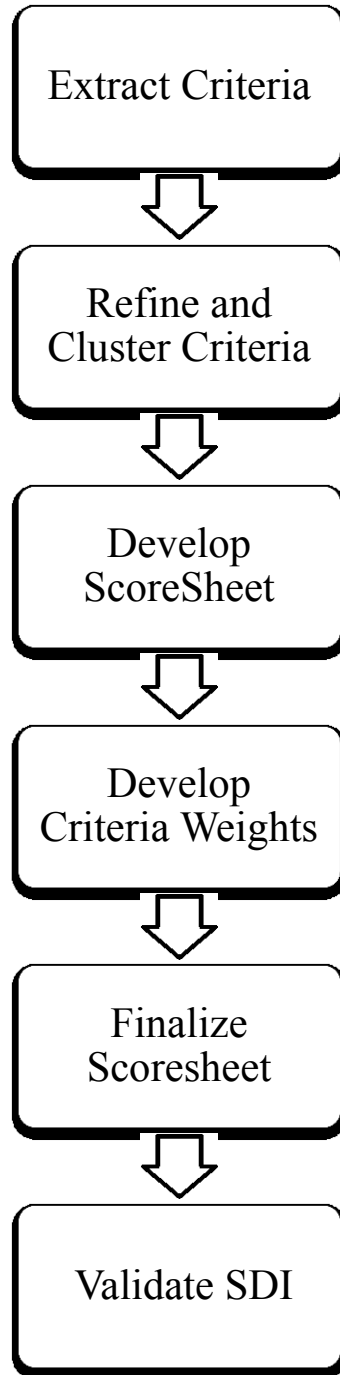 Extract Criteria
Refine and
Cluster Criteria
Develop
ScoreSheet
Develop
Criteria Weights
Finalize
Scoresheet
Validate SDI